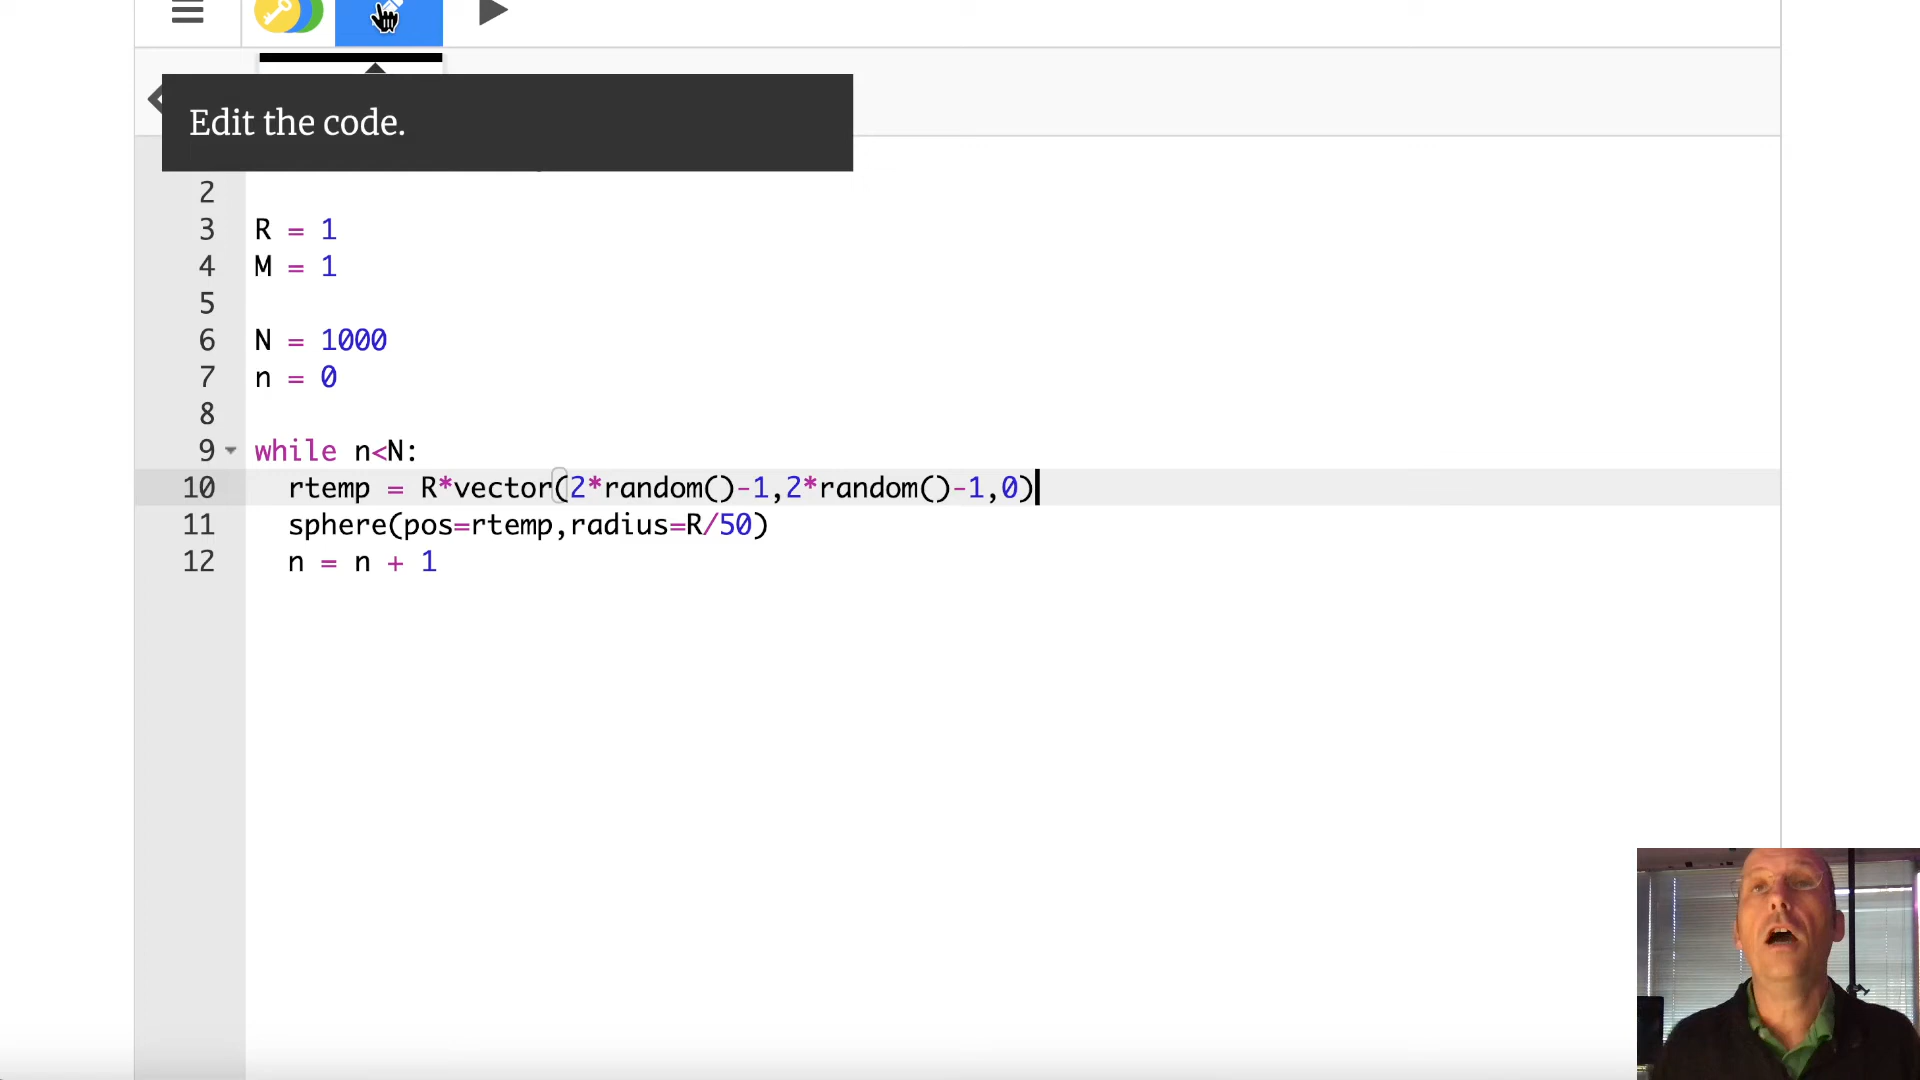 Edit the code.
2
3 R = 1
4 M = 1
5
6 N = 1000
7 n = 0
8
9 while n<N:
10 rtemp = R*vector(2*random()-1,2*random()-1,0)
11 sphere(pos=rtemp,radius=R/50)
12 n = n + 1